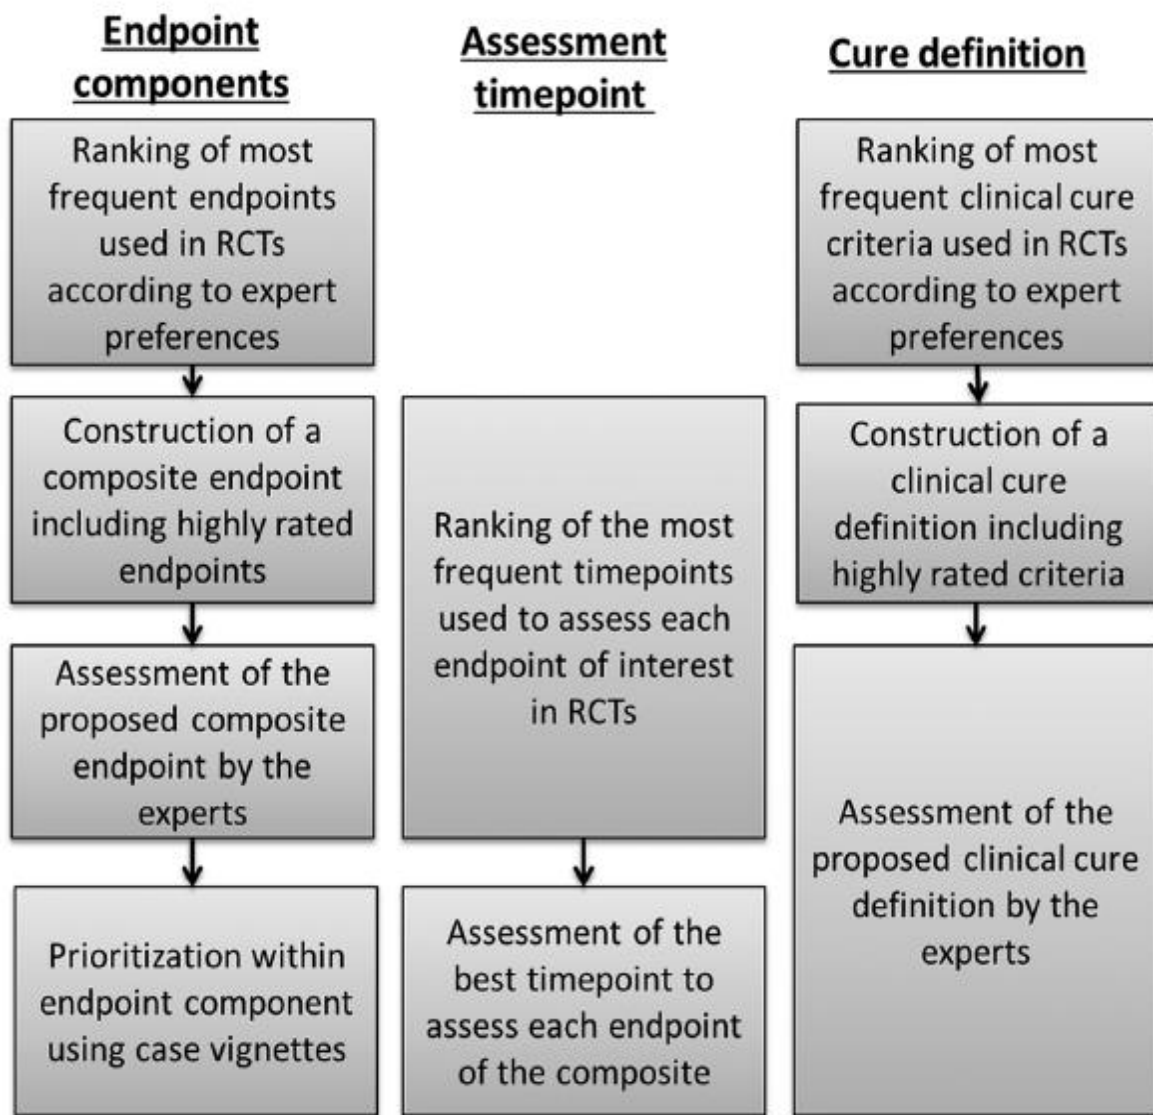 Endpoint
components
Ranking of most
frequent endpoints
used in RCTs
according to expert
preferences
Construction of a
composite endpoint
including highly rated
endpoints
Assessment of the
proposed composite
endpoint by the
experts
Prioritization within
endpoint component
using case vignettes
Assessment
timepoint
Ranking of the most
frequent timepoints
used to assess each
endpoint of interest
in RCTs
Assessment of the
best timepoint to
assess each endpoint
of the composite
Cure definition
Ranking of most
frequent clinical cure
criteria used in RCTs
according to expert
preferences
Construction of a
clinical cure
definition including
highly rated criteria
Assessment of the
proposed clinical cure
definition by the
experts